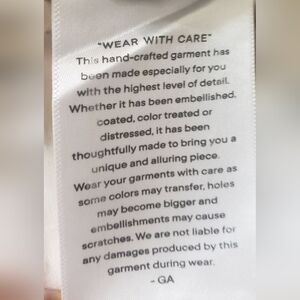 "WEAR WITH CARE"
This hand-crafted garment has
been made especially for you
with the highest level of detail.
Whether it has been embellished,
coated, color treated or
distressed, it has been
thoughtfully made to bring you a
unique and alluring piece.
Wear your garments with care as
some colors may transfer, holes
may become bigger and
embellishments may cause
scratches. We are not liable for
any damages produced by this
garment during wear.
- GA